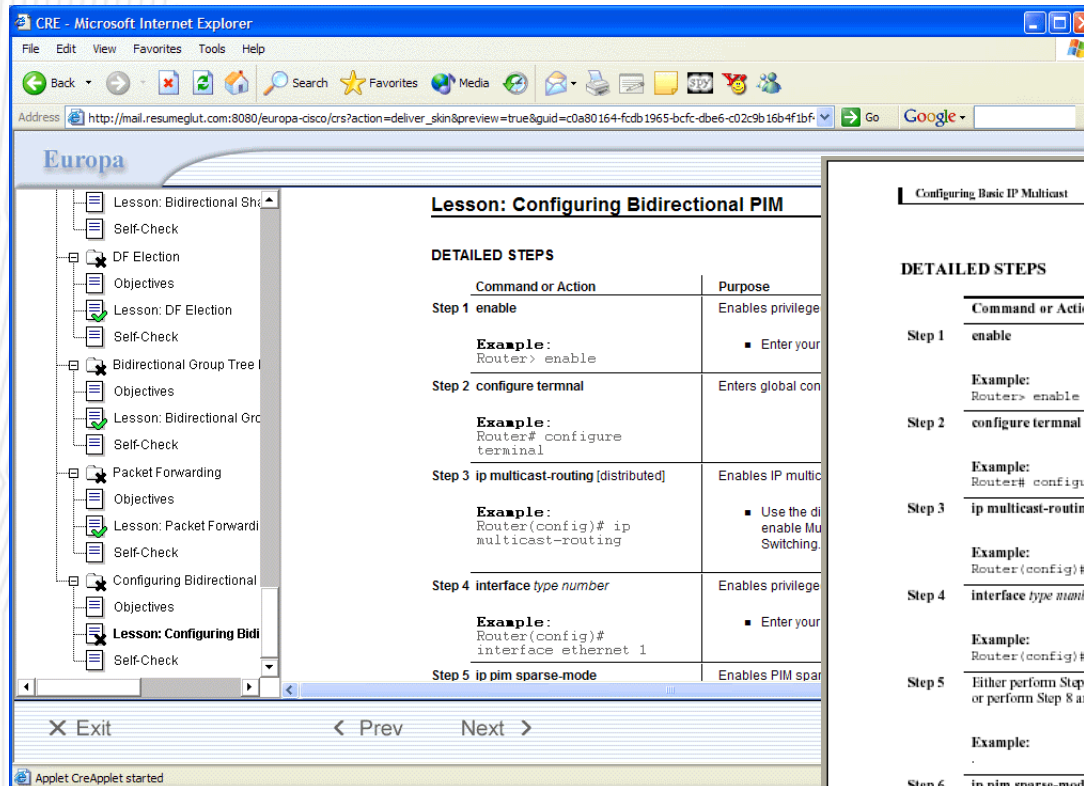 CRE - Microsoft Internet Explorer
File Edit View Favorites Tools Help
Back Search Favorites Media
Address http://mail.resumeglut.com:8080/europa-cisco/crs?action=deliver_skin&preview=true&guid=c0a80164-fcdb1965-bcfc-dbe6-c02c9b16b4f1bf- Go Google
Europa
Lesson: Bidirectional Sha
Self-Check
DF Election
Objectives
Lesson: DF Election
Self-Check
Bidirectional Group Tree
Objectives
Lesson: Bidirectional Gro
Self-Check
Packet Forwarding
Objectives
Lesson: Packet Forwardi
Self-Check
Configuring Bidirectional
Objectives
Lesson: Configuring Bidi
Self-Check
Lesson: Configuring Bidirectional PIM
DETAILED STEPS
Command or Action Purpose
Step 1 enable Enables privilege
Example: ▪ Enter your
Router> enable
Step 2 configure termnal Enters global con
Example:
Router# configure
terminal
Step 3 ip multicast-routing [distributed] Enables IP multic
Example: ▪ Use the di
Router(config)# ip enable Mu
multicast-routing Switching.
Step 4 interface type number Enables privilege
Example: ▪ Enter your
Router(config)#
interface ethernet 1
Step 5 ip pim sparse-mode Enables PIM spar
Exit Prev Next
Applet CreApplet started
Configuring Basic IP Multicast
DETAILED STEPS
Command or Actio
Step 1 enable
Example:
Router> enable
Step 2 configure termnal
Example:
Router# configu
Step 3 ip multicast-routin
Example:
Router(config)#
Step 4 interface type numb
Example:
Router(config)#
Step 5 Either perform Step
or perform Step 8 a
Example:
.
Step 6 ip pim sparse-mod